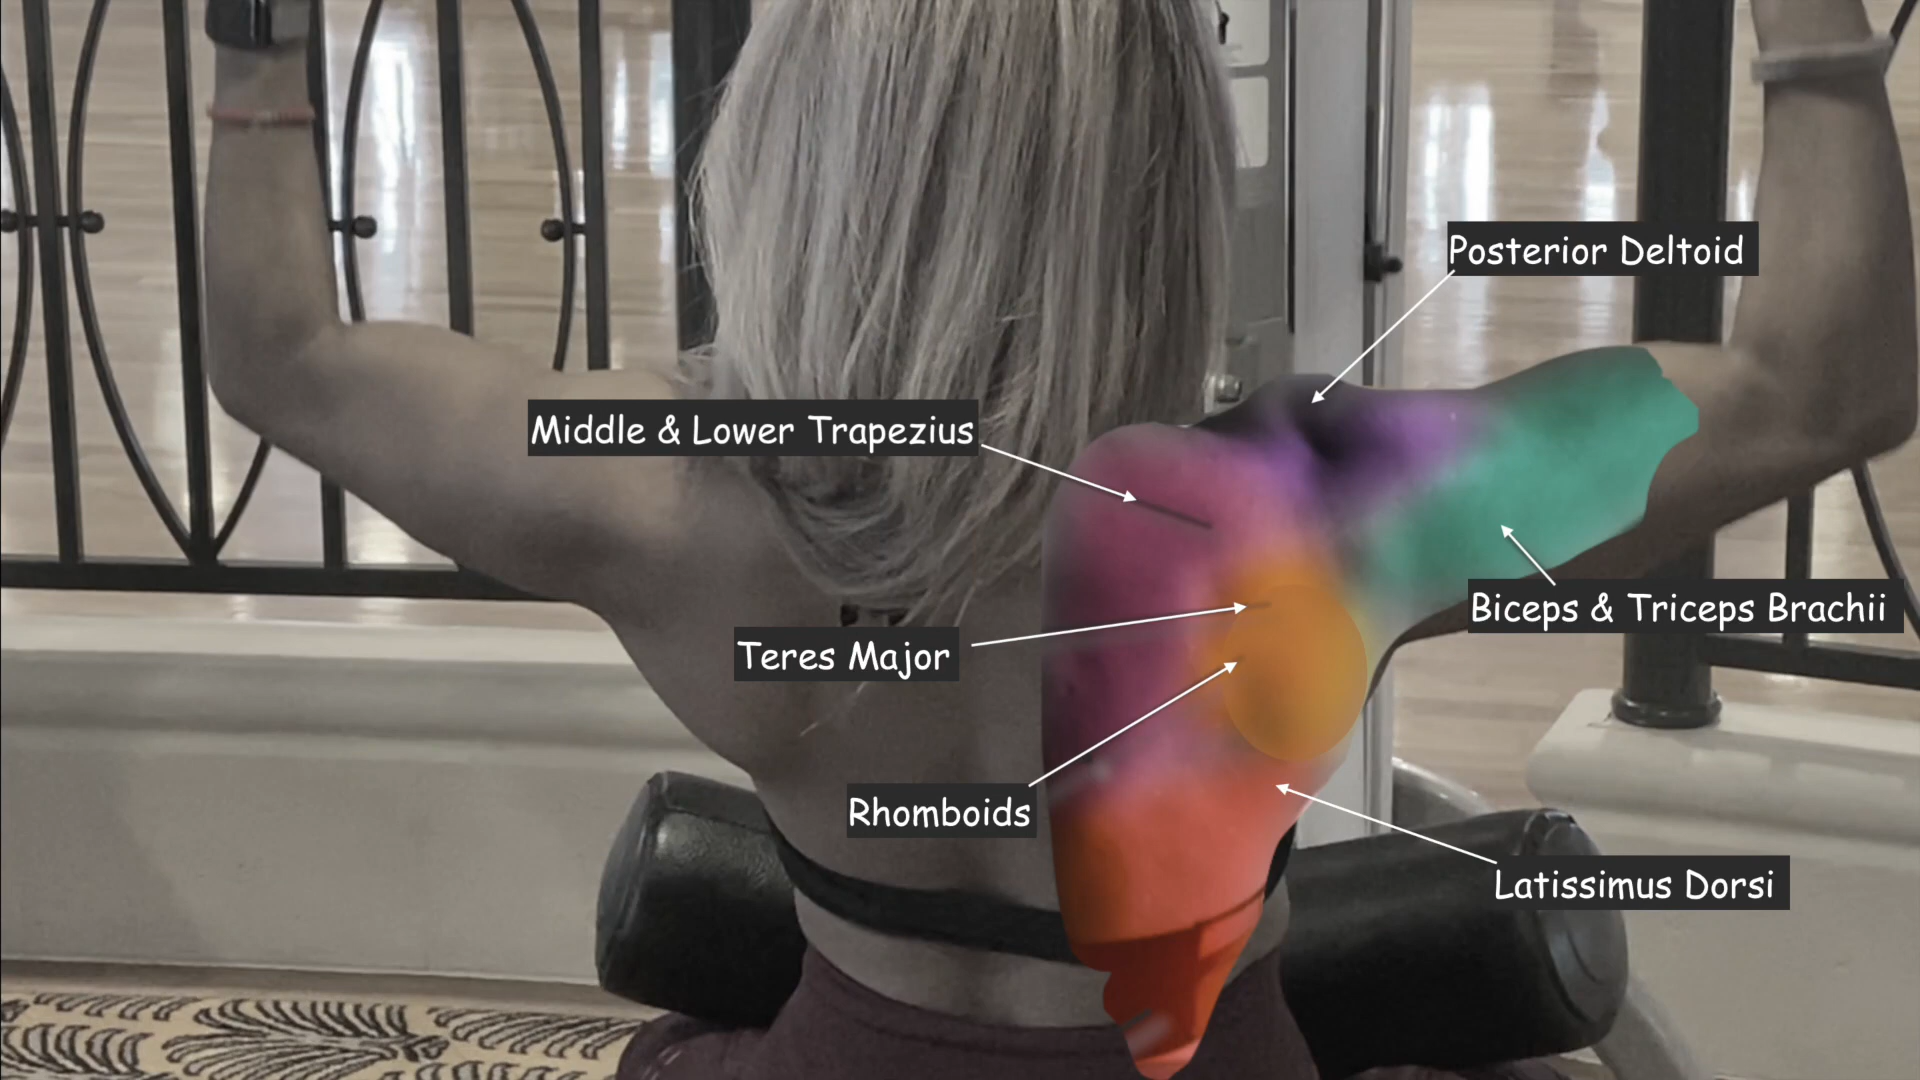 Posterior Deltoid
Middle & Lower Trapezius
Biceps & Triceps Brachii
Teres Major
Rhomboids
Latissimus Dorsi